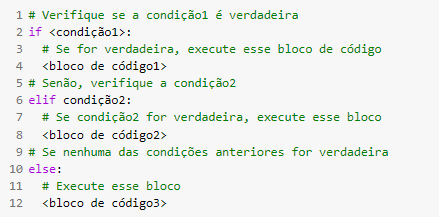 1 # Verifique se a condição1 é verdadeira
2 if <condição1>:
3 # Se for verdadeira, execute esse bloco de código
4 <bloco de código1>
5 # Senão, verifique a condição2
6 elif condição2:
7 # Se condição2 for verdadeira, execute esse bloco
8 <bloco de código2>
9 # Se nenhuma das condições anteriores for verdadeira
10 else:
11 # Execute esse bloco
12 <bloco de código3>